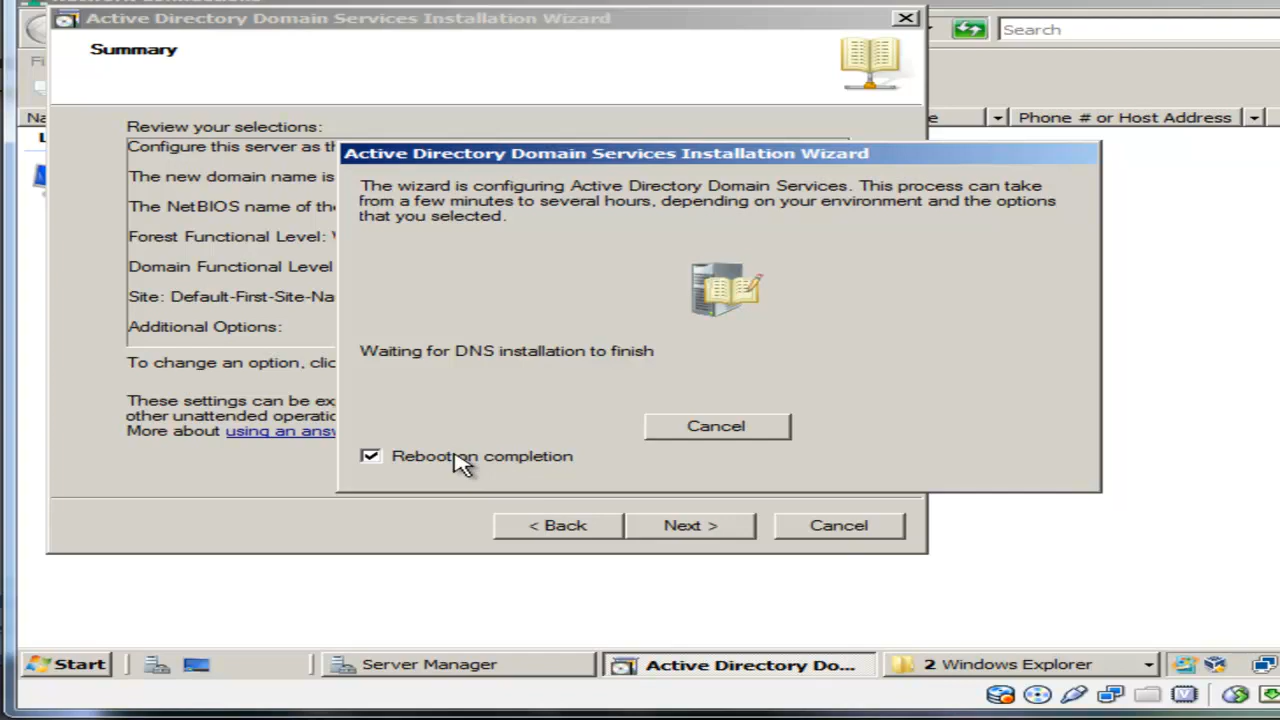 Active Directory Domain Services Installation Wizard
Search
Summary
Phone # or Host Address
Review your selections:
Configure this server as th
The new domain name is
The NetBIOS name of the
Forest Functional Level:
Domain Functional Level
Site: Default-First-Site-Na
Additional Options:
To change an option, clic
These settings can be ex
other unattended operatio
More about using an answ
Active Directory Domain Services Installation Wizard
The wizard is configuring Active Directory Domain Services. This process can take
from a few minutes to several hours, depending on your environment and the options
that you selected.
Waiting for DNS installation to finish
Cancel
Reboot on completion
< Back
Next >
Cancel
Start
Server Manager
Active Directory Do...
2 Windows Explorer